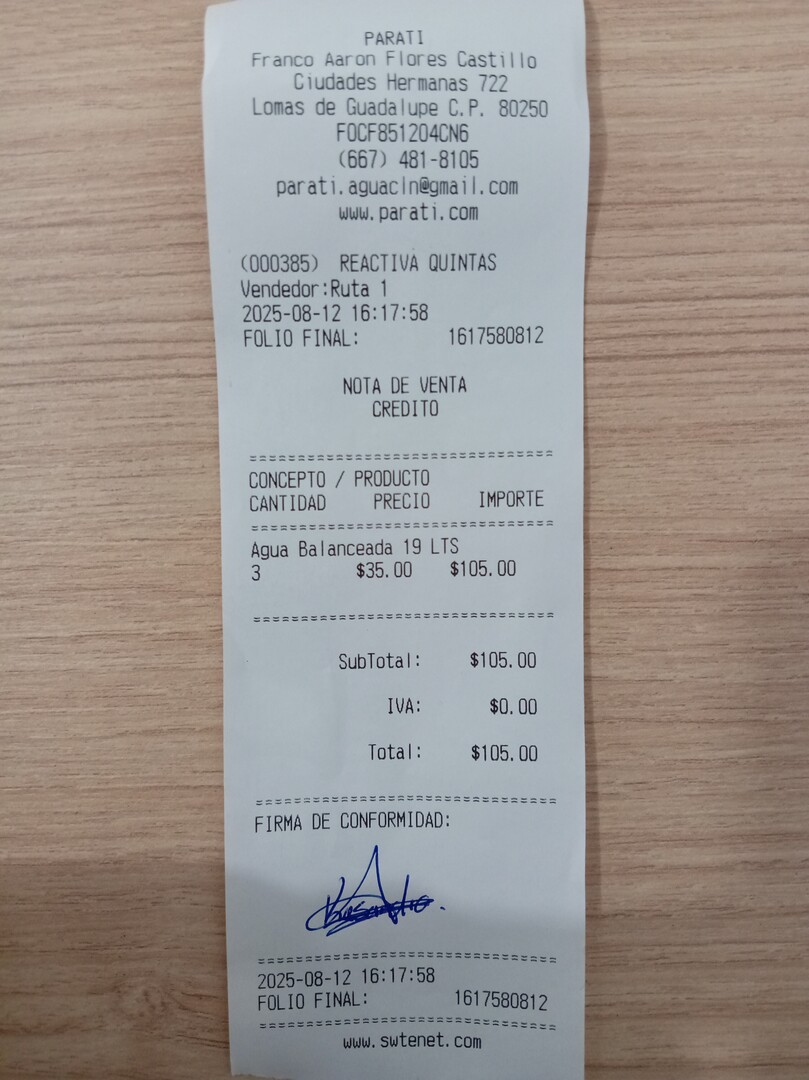 PARATI
Franco Aaron Flores Castillo
Ciudades Hermanas 722
Lomas de Guadalupe C.P. 80250
FOCF851204CN6
(667) 481-8105
parati.aguacln@gmail.com
www.parati.com
(000385) REACTIVA QUINTAS
Vendedor:Ruta 1
2025-08-12 16:17:58
FOLIO FINAL: 1617580812
NOTA DE VENTA
CREDITO
================================
CONCEPTO / PRODUCTO
CANTIDAD PRECIO IMPORTE
================================
Agua Balanceada 19 LTS
3 $35.00 $105.00
================================
SubTotal: $105.00
IVA: $0.00
Total: $105.00
================================
FIRMA DE CONFORMIDAD:
================================
2025-08-12 16:17:58
FOLIO FINAL: 1617580812
================================
www.swtenet.com